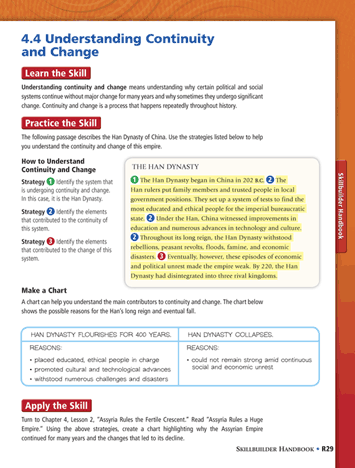 4.4 Understanding Continuity
and Change
Learn the Skill
Understanding continuity and change means understanding why certain political and social
systems continue without major change for many years and why sometimes they undergo significant
change. Continuity and change is a process that happens repeatedly throughout history.
Practice the Skill
The following passage describes the Han Dynasty of China. Use the strategies listed below to help
you understand the continuity and change of this empire.
How to Understand
Continuity and Change
Strategy 1 Identify the system that
is undergoing continuity and change.
In this case, it is the Han Dynasty.
Strategy 2 Identify the elements
that contributed to the continuity of
this system.
Strategy 3 Identify the elements
that contributed to the change of this
system.
THE HAN DYNASTY
1 The Han Dynasty began in China in 202 B.C. 2 The
Han rulers put family members and trusted people in local
government positions. They set up a system of tests to find the
most educated and ethical people for the imperial bureaucratic
state. 2 Under the Han, China witnessed improvements in
education and numerous advances in technology and culture.
2 Throughout its long reign, the Han Dynasty withstood
rebellions, peasant revolts, floods, famine, and economic
disasters. 3 Eventually, however, these episodes of economic
and political unrest made the empire weak. By 220, the Han
Dynasty had disintegrated into three rival kingdoms.
Make a Chart
A chart can help you understand the main contributors to continuity and change. The chart below
shows the possible reasons for the Han's long reign and eventual fall.
HAN DYNASTY FLOURISHES FOR 400 YEARS.
REASONS:
• placed educated, ethical people in charge
• promoted cultural and technological advances
• withstood numerous challenges and disasters
HAN DYNASTY COLLAPSES.
REASONS:
• could not remain strong amid continuous
social and economic unrest
Apply the Skill
Turn to Chapter 4, Lesson 2, "Assyria Rules the Fertile Crescent." Read "Assyria Rules a Huge
Empire." Using the above strategies, create a chart highlighting why the Assyrian Empire
continued for many years and the changes that led to its decline.
Skillbuilder Handbook
SKILLBUILDER HANDBOOK • R29